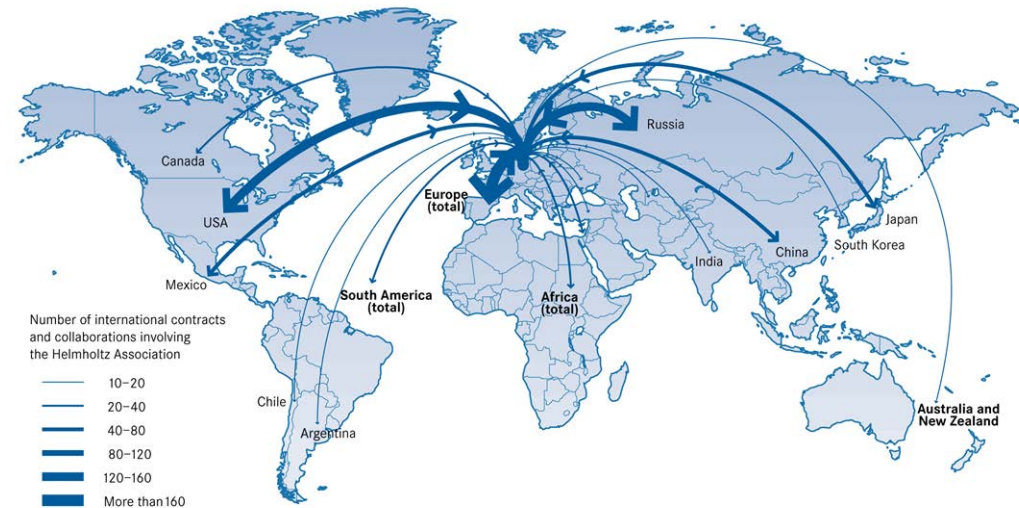 Canada
Russia
USA
Europe
(total)
Japan
South Korea
China
India
Mexico
South America
(total)
Africa
(total)
Number of international contracts
and collaborations involving
the Helmholtz Association
10–20
20–40
40–80
80–120
120–160
More than 160
Chile
Argentina
Australia and
New Zealand